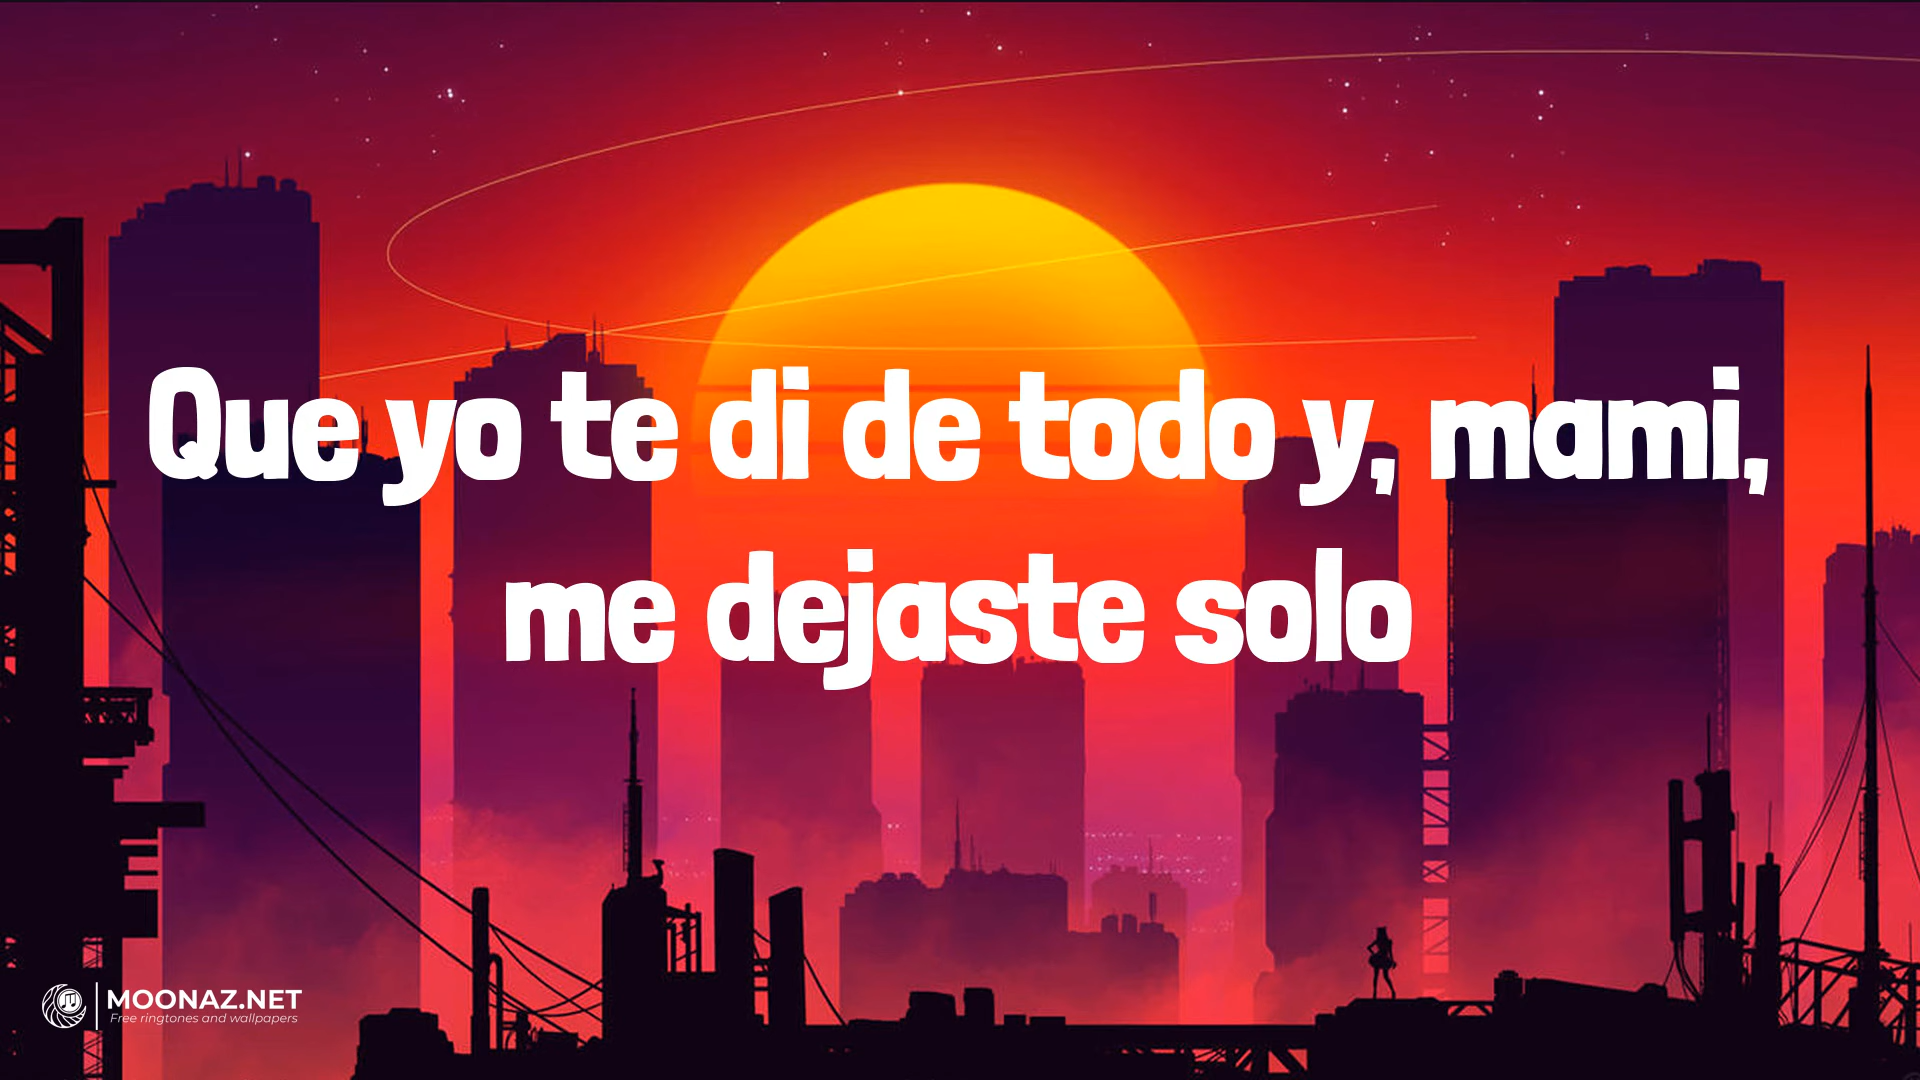 Que yo te di de todo y, mami,
me dejaste solo
MOONAZ.NET
Free ringtones and wallpapers